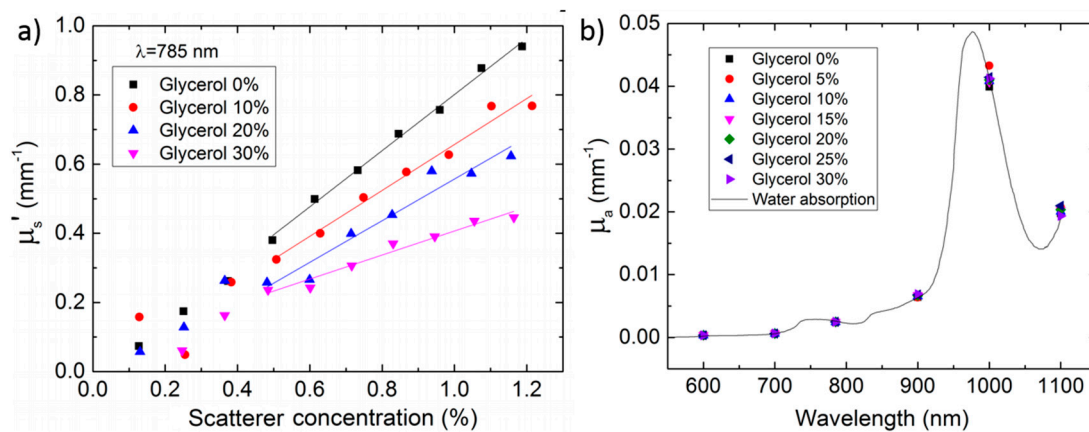 a)
λ=785 nm
Glycerol 0%
Glycerol 10%
Glycerol 20%
Glycerol 30%
1.0
0.8
0.6
0.4
0.2
0.0
μs' (mm⁻¹)
0.0 0.2 0.4 0.6 0.8 1.0 1.2
Scatterer concentration (%)
b)
Glycerol 0%
Glycerol 5%
Glycerol 10%
Glycerol 15%
Glycerol 20%
Glycerol 25%
Glycerol 30%
Water absorption
0.05
0.04
0.03
0.02
0.01
0.00
μa (mm⁻¹)
600 700 800 900 1000 1100
Wavelength (nm)